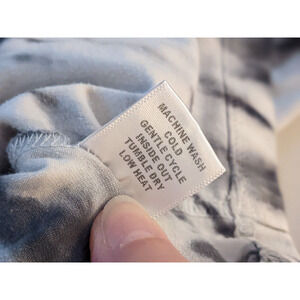 MACHINE WASH
COLD
GENTLE CYCLE
INSIDE OUT
TUMBLE DRY
LOW HEAT